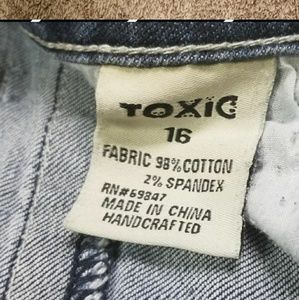 TOXIC
16
FABRIC 98% COTTON
2% SPANDEX
RN#69847
MADE IN CHINA
HANDCRAFTED